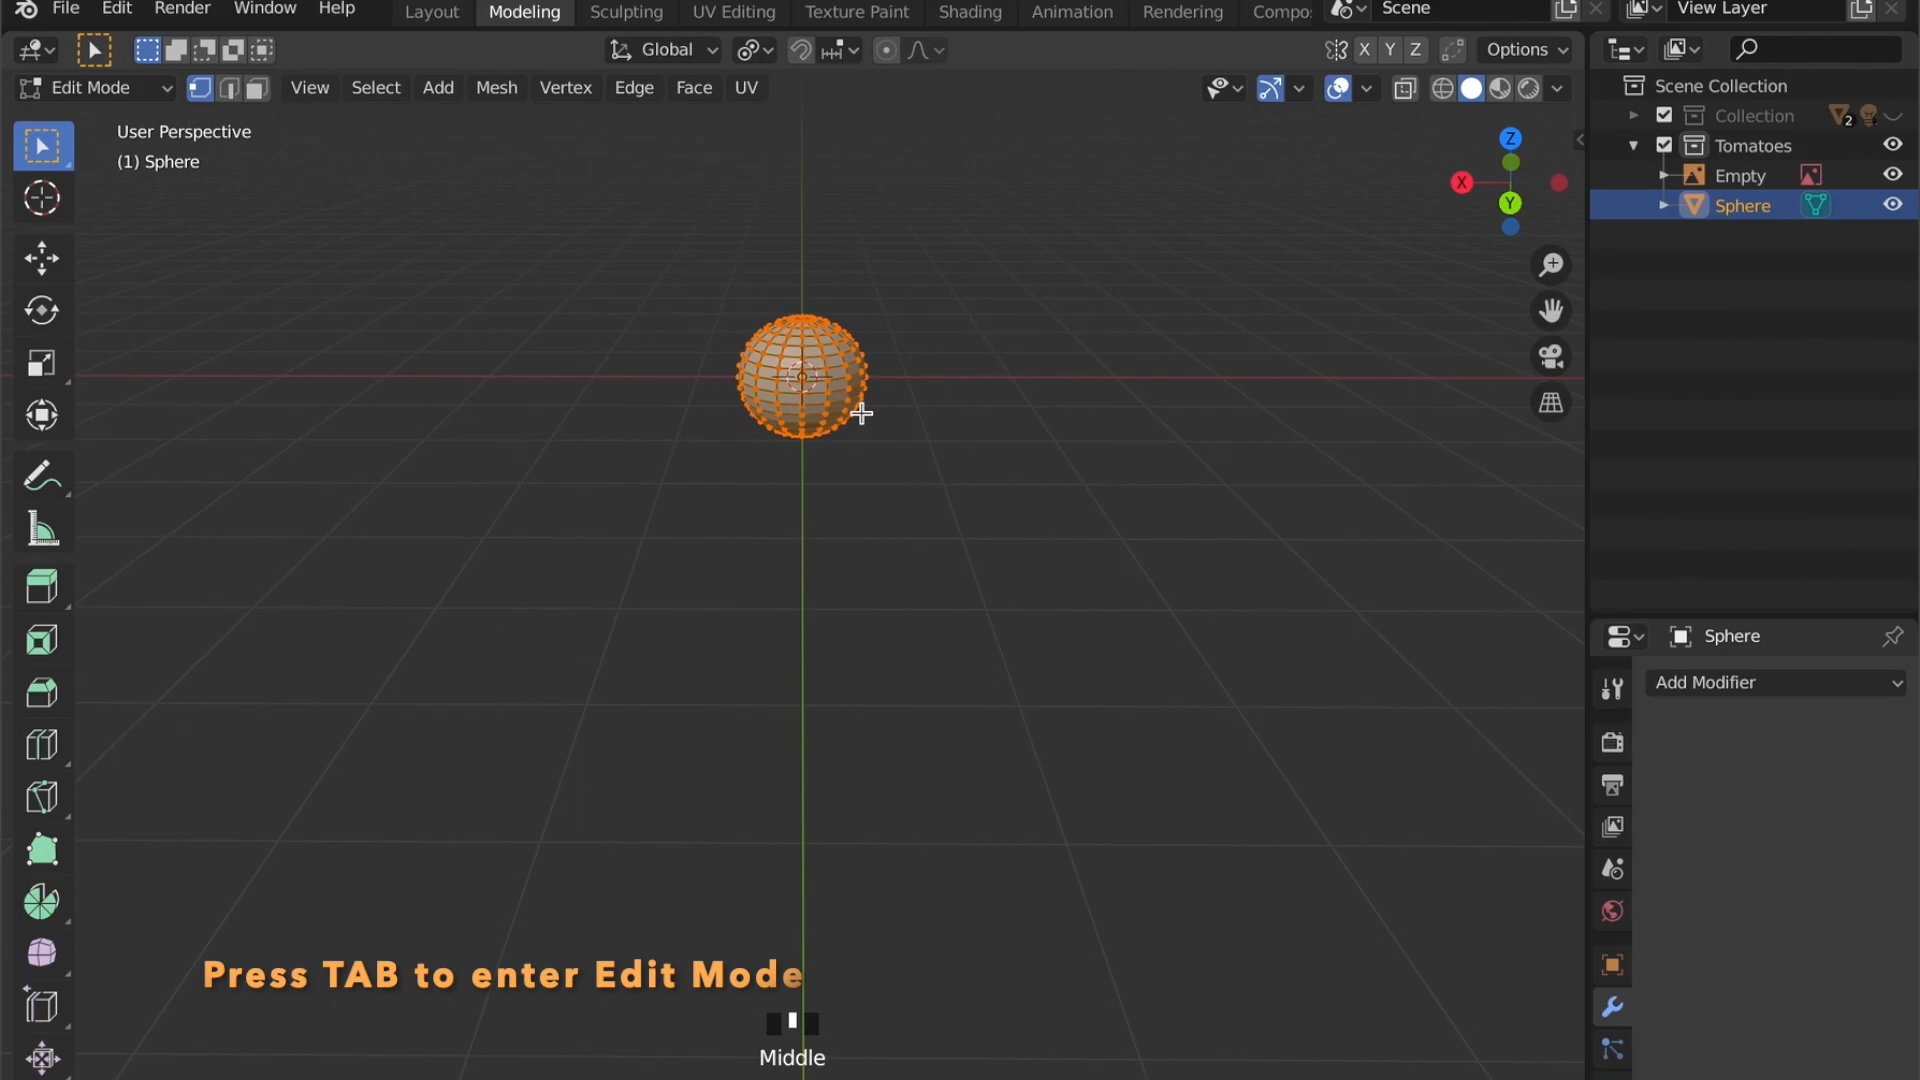 File Edit Render Window Help Layout Modeling Sculpting UV Editing Texture Paint Shading Animation Rendering Compo Scene View Layer
Global X Y Z Options
Edit Mode View Select Add Mesh Vertex Edge Face UV
User Perspective
(1) Sphere
Z
X
Y
Scene Collection
Collection 2
Tomatoes
Empty
Sphere
Sphere
Add Modifier
Press TAB to enter Edit Mode
Middle